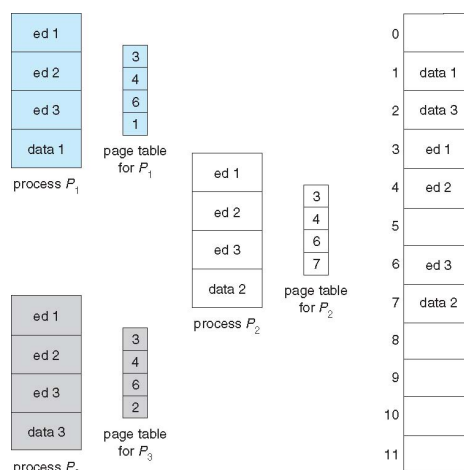 ed 1
ed 2
ed 3
data 1
process P1
3
4
6
1
page table
for P1
ed 1
ed 2
ed 3
data 2
process P2
3
4
6
7
page table
for P2
ed 1
ed 2
ed 3
data 3
process P
3
4
6
2
page table
for P3
0
1 data 1
2 data 3
3 ed 1
4 ed 2
5
6 ed 3
7 data 2
8
9
10
11